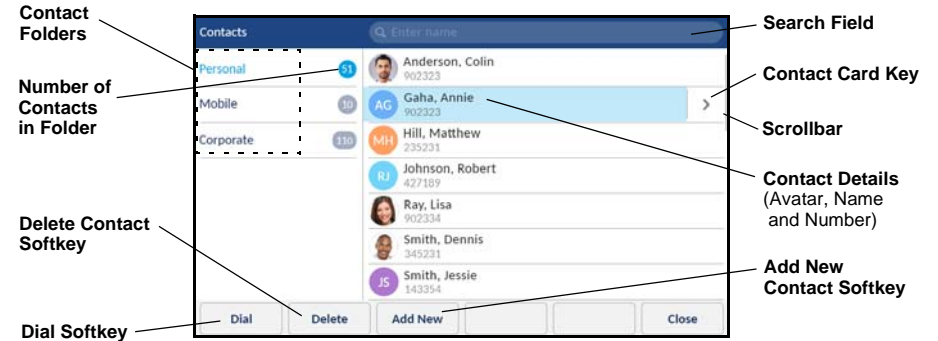 Contact
Folders
Number of
Contacts
in Folder
Delete Contact
Softkey
Dial Softkey
Contacts
Enter name
Personal
51
Mobile
10
Corporate
110
Anderson, Colin
902323
AG
Gaha, Annie
902323
MH
Hill, Matthew
235231
RJ
Johnson, Robert
427189
Ray, Lisa
902334
Smith, Dennis
345231
JS
Smith, Jessie
143354
Dial
Delete
Add New
Close
Search Field
Contact Card Key
Scrollbar
Contact Details
(Avatar, Name
and Number)
Add New
Contact Softkey